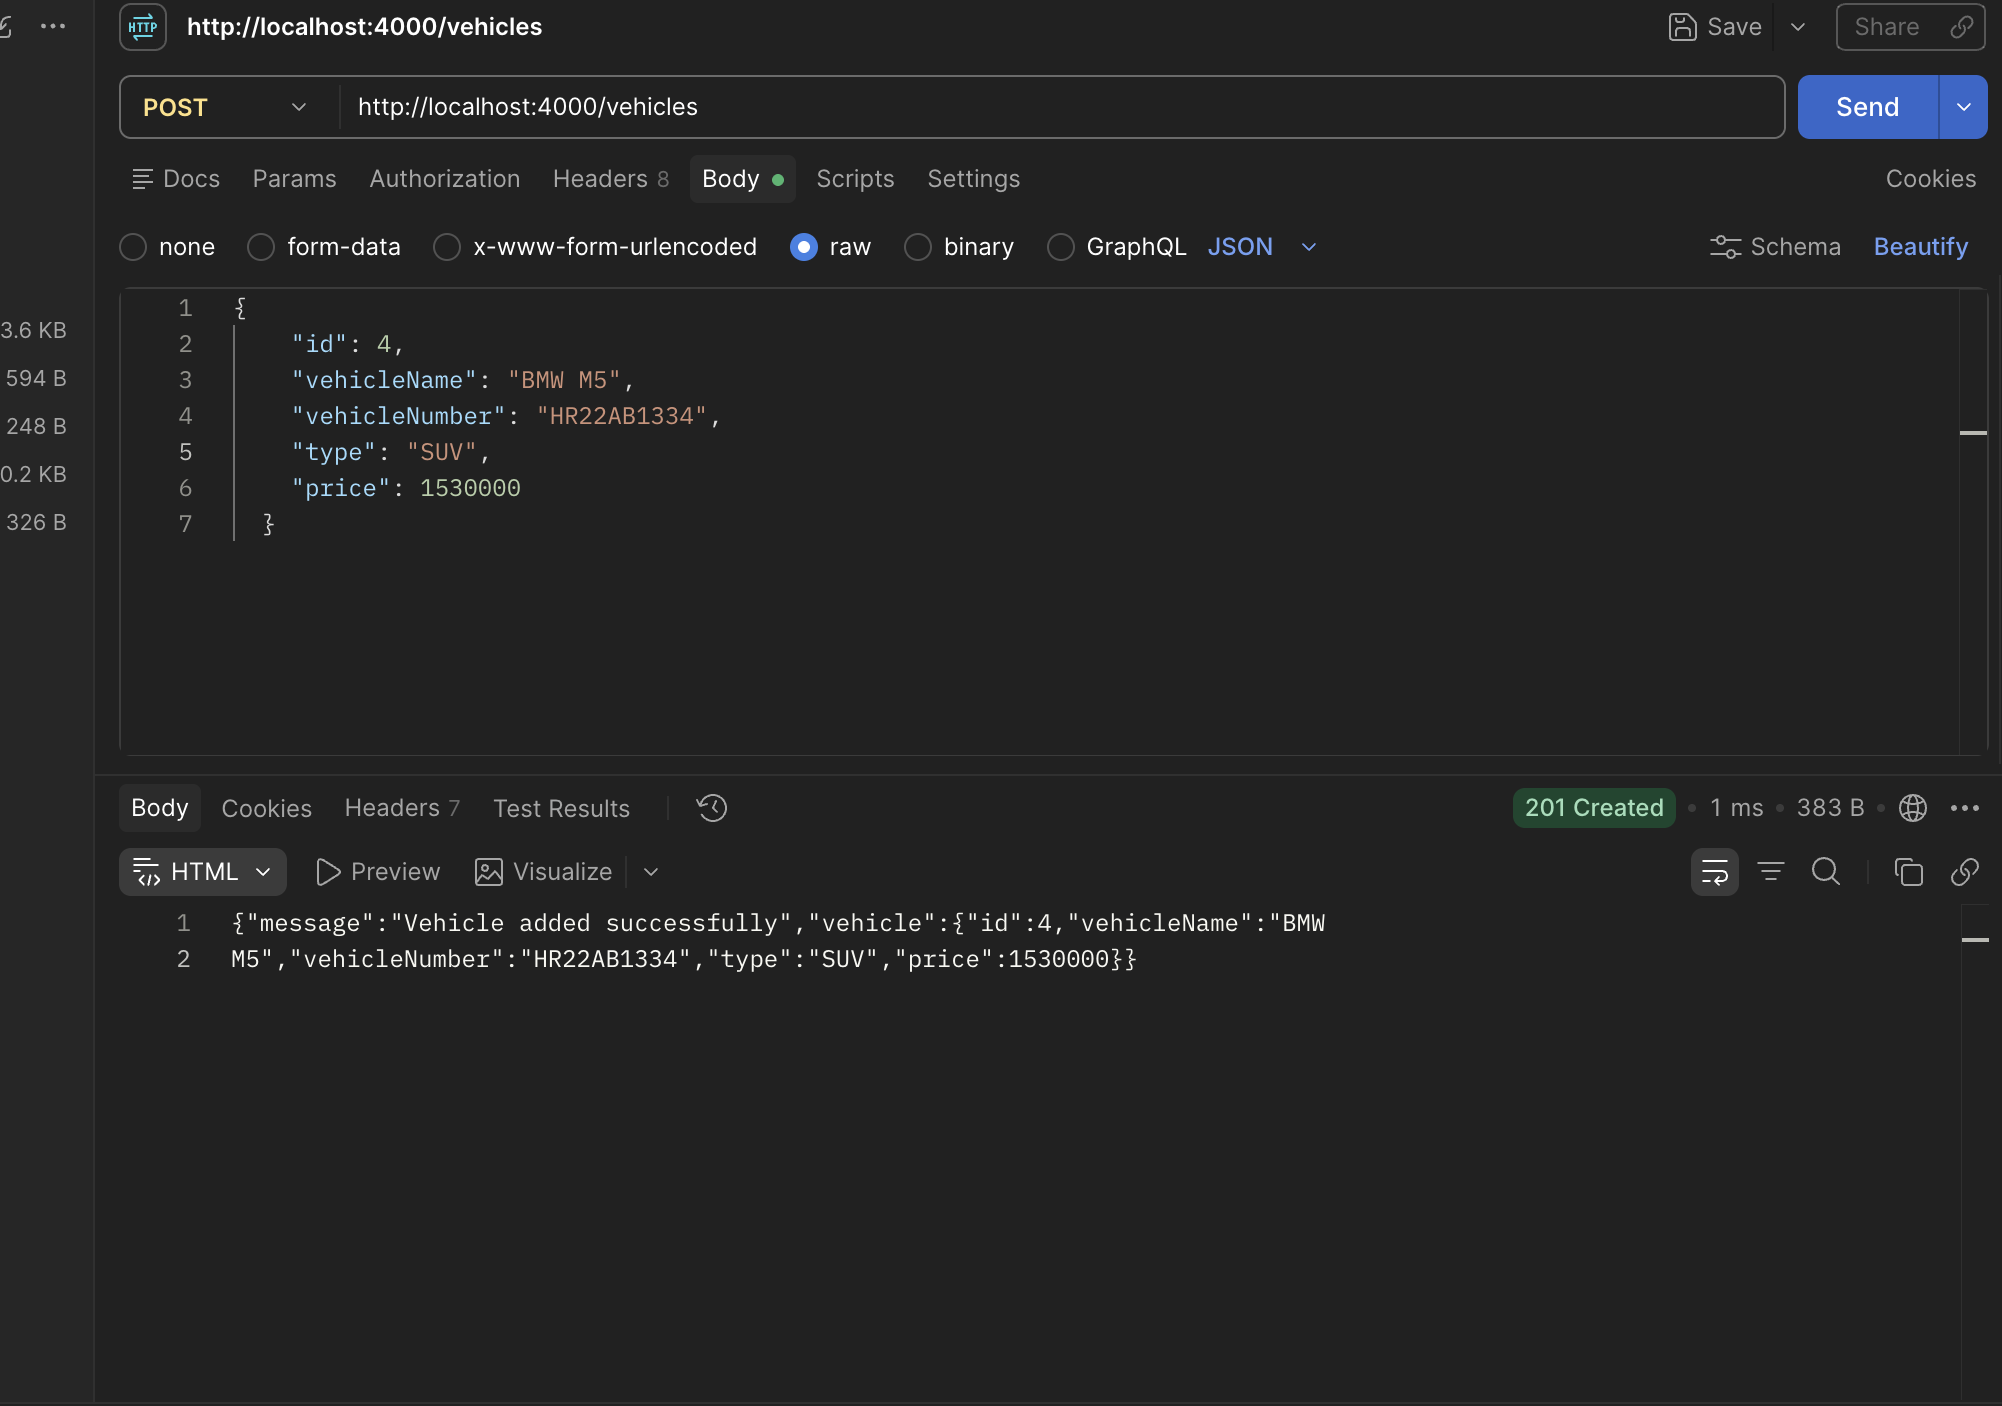 HTTP http://localhost:4000/vehicles Save Share
POST http://localhost:4000/vehicles Send
Docs Params Authorization Headers 8 Body Scripts Settings Cookies
none form-data x-www-form-urlencoded raw binary GraphQL JSON Schema Beautify
3.6 KB
594 B
248 B
0.2 KB
326 B
1 {
2 "id": 4,
3 "vehicleName": "BMW M5",
4 "vehicleNumber": "HR22AB1334",
5 "type": "SUV",
6 "price": 1530000
7 }
Body Cookies Headers 7 Test Results 201 Created • 1 ms • 383 B •
HTML Preview Visualize
1 {"message":"Vehicle added successfully","vehicle":{"id":4,"vehicleName":"BMW
2 M5","vehicleNumber":"HR22AB1334","type":"SUV","price":1530000}}